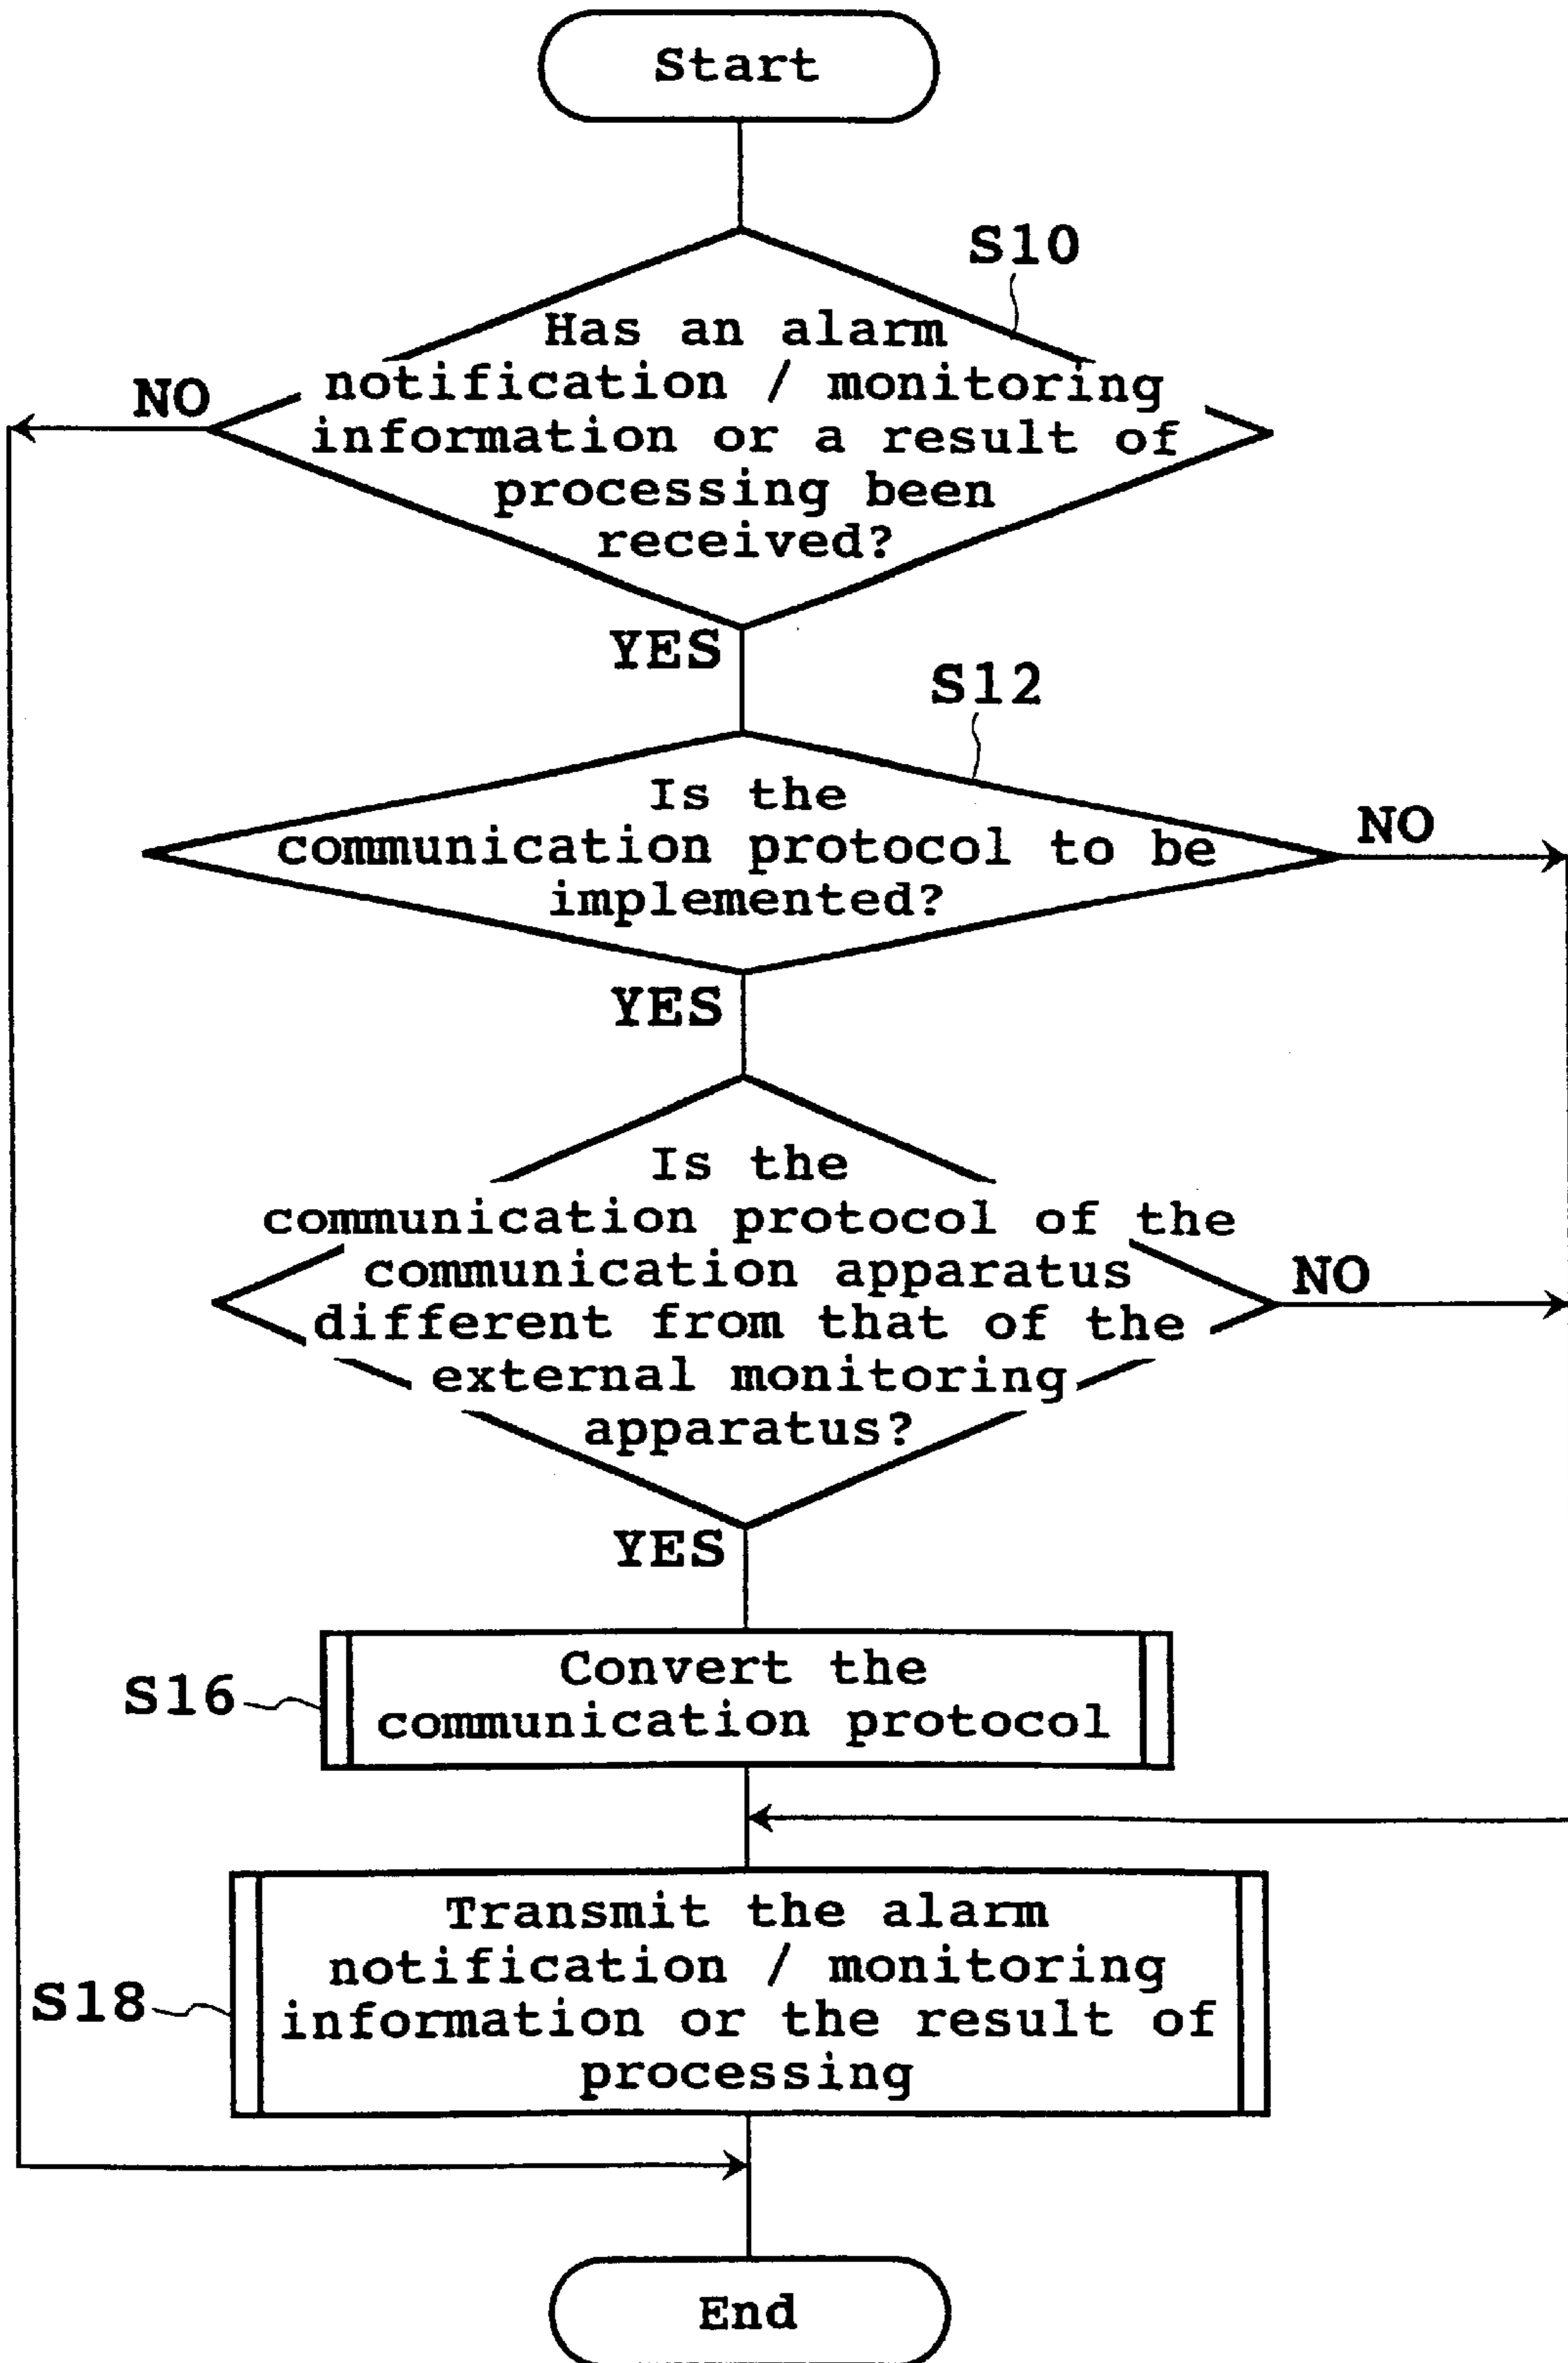 Start
S10
Has an alarm
notification / monitoring
information or a result of
processing been
received?
NO
YES
S12
Is the
communication protocol to be
implemented?
NO
YES
Is the
communication protocol of the
communication apparatus
different from that of the
external monitoring
apparatus?
NO
YES
S16
Convert the
communication protocol
S18
Transmit the alarm
notification / monitoring
information or the result of
processing
End